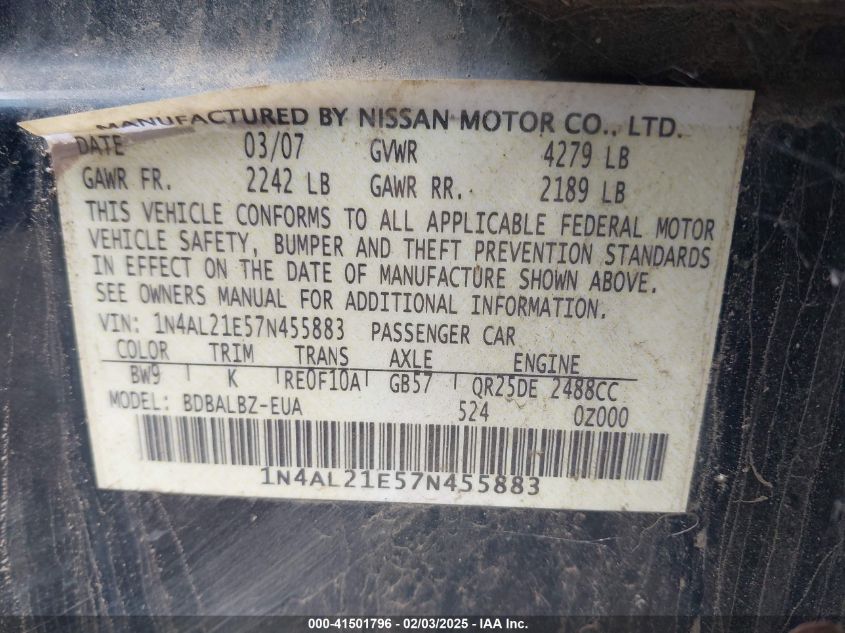 MANUFACTURED BY NISSAN MOTOR CO., LTD.
DATE 03/07 GVWR 4279 LB
GAWR FR. 2242 LB GAWR RR. 2189 LB
THIS VEHICLE CONFORMS TO ALL APPLICABLE FEDERAL MOTOR
VEHICLE SAFETY, BUMPER AND THEFT PREVENTION STANDARDS
IN EFFECT ON THE DATE OF MANUFACTURE SHOWN ABOVE.
SEE OWNERS MANUAL FOR ADDITIONAL INFORMATION.
VIN: 1N4AL21E57N455883 PASSENGER CAR
COLOR TRIM TRANS AXLE ENGINE
BW9 K RE0F10A GB57 QR25DE 2488CC
MODEL: BDBALBZ-EUA 524 0Z000
1N4AL21E57N455883
000-41501796 - 02/03/2025 - IAA Inc.